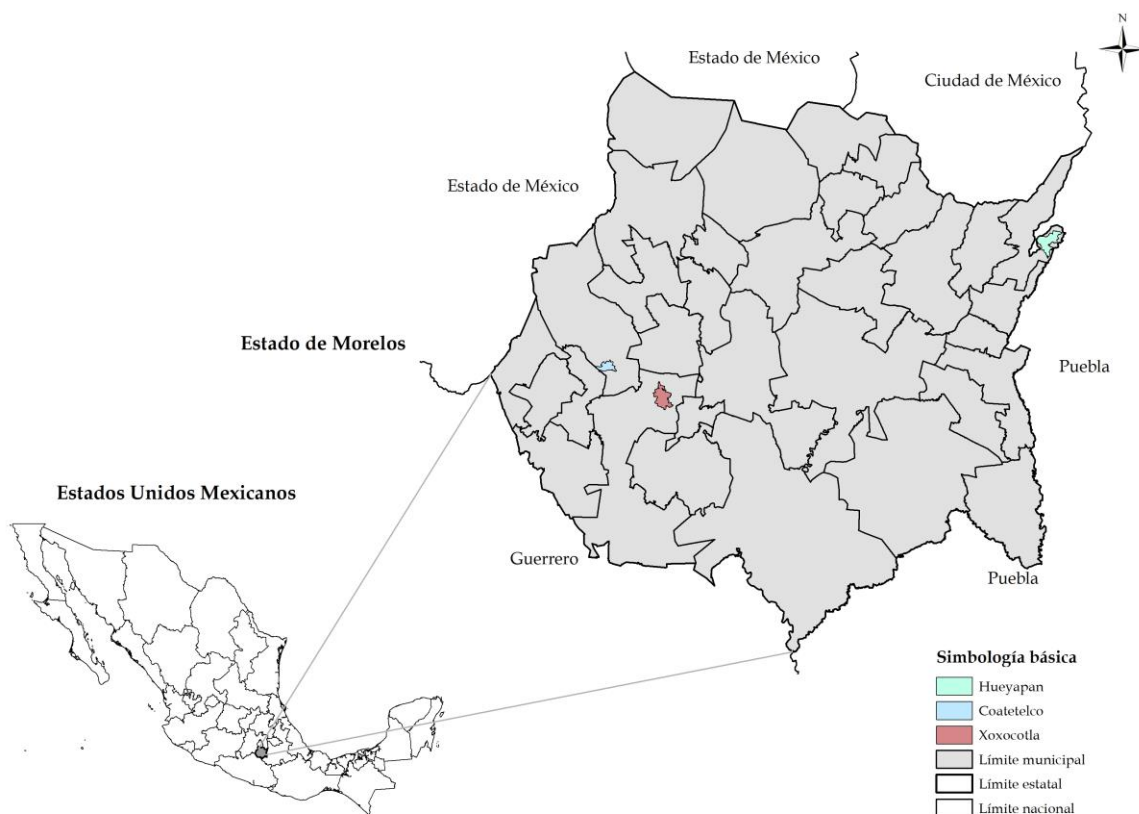 Estado de México
N
Ciudad de México
Estado de México
Estado de Morelos
Puebla
Estados Unidos Mexicanos
Guerrero
Puebla
Simbología básica
Hueyapan
Coatetelco
Xoxocotla
Límite municipal
Límite estatal
Límite nacional